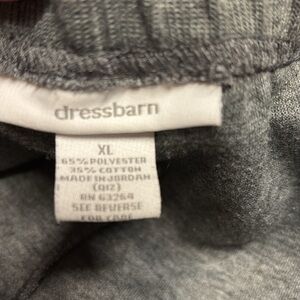 dressbarn
XL
65% POLYESTER
35% COTTON
MADE IN JORDAN
(QIZ)
RN 63264
SEE REVERSE
FOR CARE